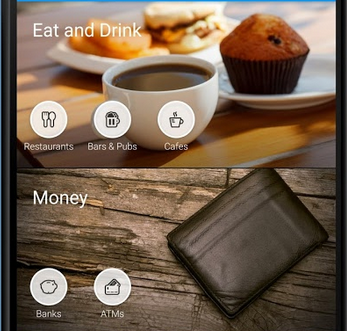 Eat and Drink
Restaurants Bars & Pubs Cafes
Money
Banks ATMs